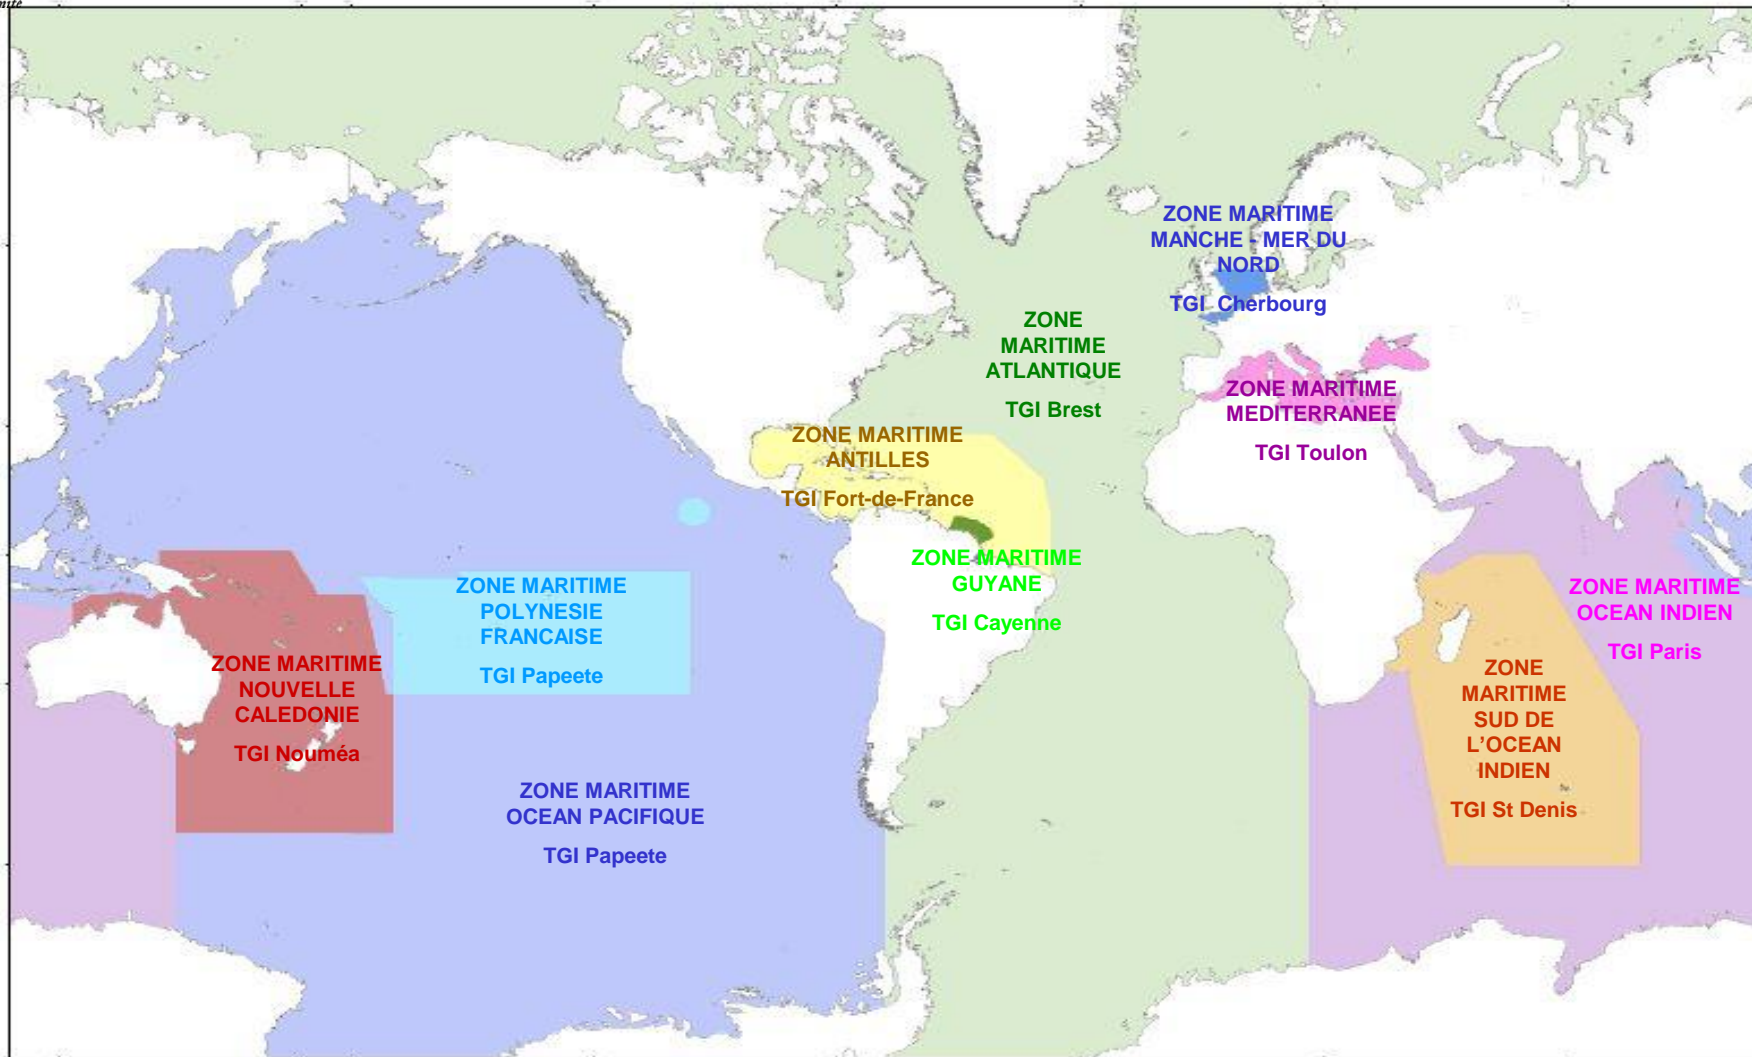 ZONE MARITIME
MANCHE - MER DU
NORD
TGI Cherbourg
ZONE
MARITIME
ATLANTIQUE
TGI Brest
ZONE MARITIME
MEDITERRANEE
TGI Toulon
ZONE MARITIME
ANTILLES
TGI Fort-de-France
ZONE MARITIME
GUYANE
TGI Cayenne
ZONE MARITIME
POLYNESIE
FRANCAISE
TGI Papeete
ZONE MARITIME
OCEAN INDIEN
TGI Paris
ZONE MARITIME
NOUVELLE
CALEDONIE
TGI Nouméa
ZONE
MARITIME
SUD DE
L'OCEAN
INDIEN
TGI St Denis
ZONE MARITIME
OCEAN PACIFIQUE
TGI Papeete